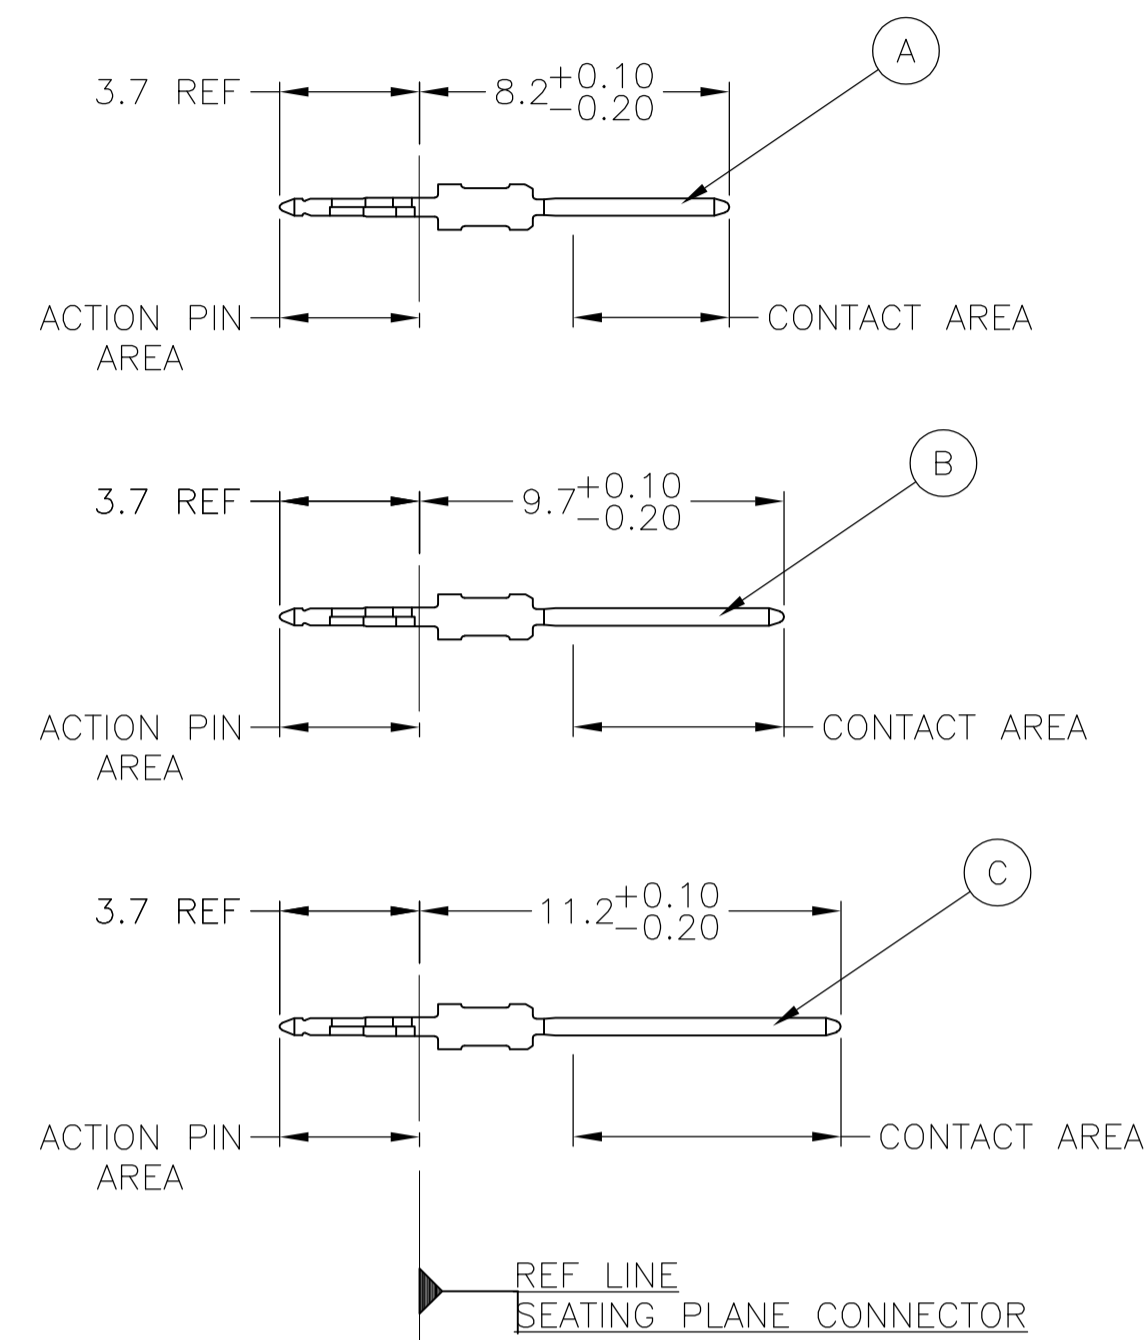 A
3.7 REF 8.2 +0.10 -0.20
ACTION PIN AREA
CONTACT AREA
B
3.7 REF 9.7 +0.10 -0.20
ACTION PIN AREA
CONTACT AREA
C
3.7 REF 11.2 +0.10 -0.20
ACTION PIN AREA
CONTACT AREA
REF LINE
SEATING PLANE CONNECTOR